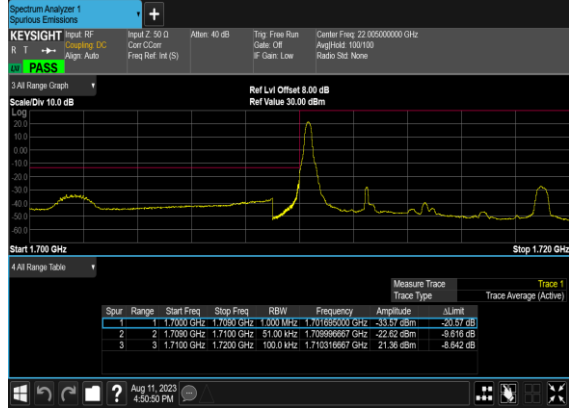 Spectrum Analyzer 1
Spurious Emissions
+
KEYSIGHT Input: RF Input Z: 50 Ω Atten: 40 dB Trig: Free Run Center Freq: 22.005000000 GHz
R T Coupling: DC Corr CCorr Gate: Off Avg|Hold: 100/100
Align: Auto Freq Ref: Int (S) IF Gain: Low Radio Std: None
PASS
3 All Range Graph
Ref Lvl Offset 8.00 dB
Scale/Div 10.0 dB Ref Value 30.00 dBm
Log
20.0
10.0
0.00
-10.0
-20.0
-30.0
-40.0
-50.0
-60.0
Start 1.700 GHz Stop 1.720 GHz
4 All Range Table
Measure Trace Trace 1
Trace Type Trace Average (Active)
Spur Range Start Freq Stop Freq RBW Frequency Amplitude ΔLimit
1 1 1.7000 GHz 1.7090 GHz 1.000 MHz 1.701695000 GHz -33.57 dBm -20.57 dB
2 2 1.7090 GHz 1.7100 GHz 51.00 kHz 1.709996667 GHz -22.62 dBm -9.616 dB
3 3 1.7100 GHz 1.7200 GHz 100.0 kHz 1.710316667 GHz 21.36 dBm -8.642 dB
?
Aug 11, 2023
4:50:50 PM